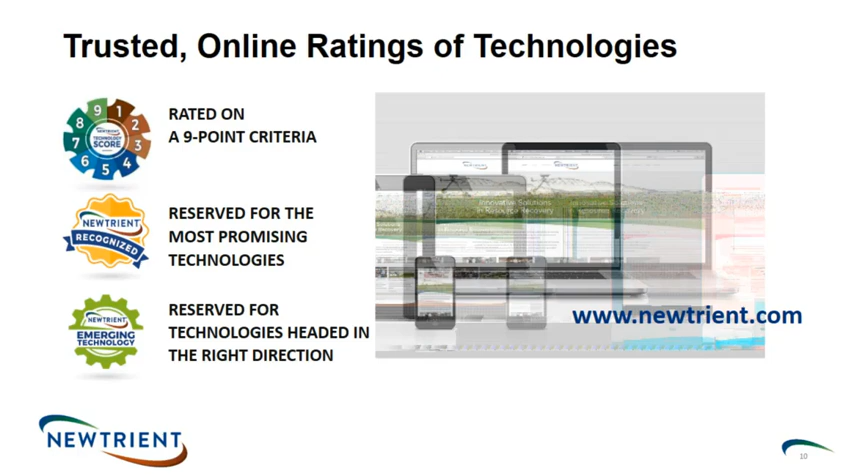 Trusted, Online Ratings of Technologies
9 1
8 2
7 3
6 4
5
NEWTRIENT
TECHNOLOGY
SCORE
RATED ON
A 9-POINT CRITERIA
NEWTRIENT
RECOGNIZED
RESERVED FOR THE
MOST PROMISING
TECHNOLOGIES
NEWTRIENT
EMERGING
TECHNOLOGY
RESERVED FOR
TECHNOLOGIES HEADED IN
THE RIGHT DIRECTION
NEWTRIENT
NEWTRIENT
Innovative Solutions
in Resource Recovery
www.newtrient.com
NEWTRIENT
10